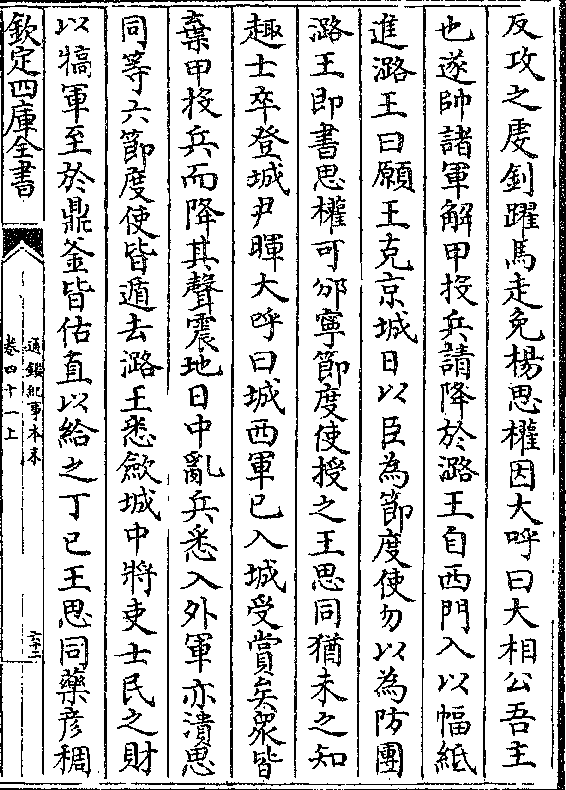 反攻之虔釗躍馬走免楊思權因大呼曰大相公吾主
也遂帥諸軍解甲投兵請降於潞王自西門入以幅紙
進潞王曰願王克京城日以臣為節度使勿以為防團
潞王即書思權可邠寧節度使授之王思同猶未之知
趣士卒登城尹暉大呼曰城西軍已入城受賞矣衆皆
棄甲投兵而降其聲震地日中亂兵悉入外軍亦潰思
同等六節度使皆遁去潞王悉斂城中將吏士民之財
以犒軍至於鼎釜皆估直以給之丁巳王思同藥彦稠
欽定四庫全書
通鑑紀事本末
卷四十一上
六十二